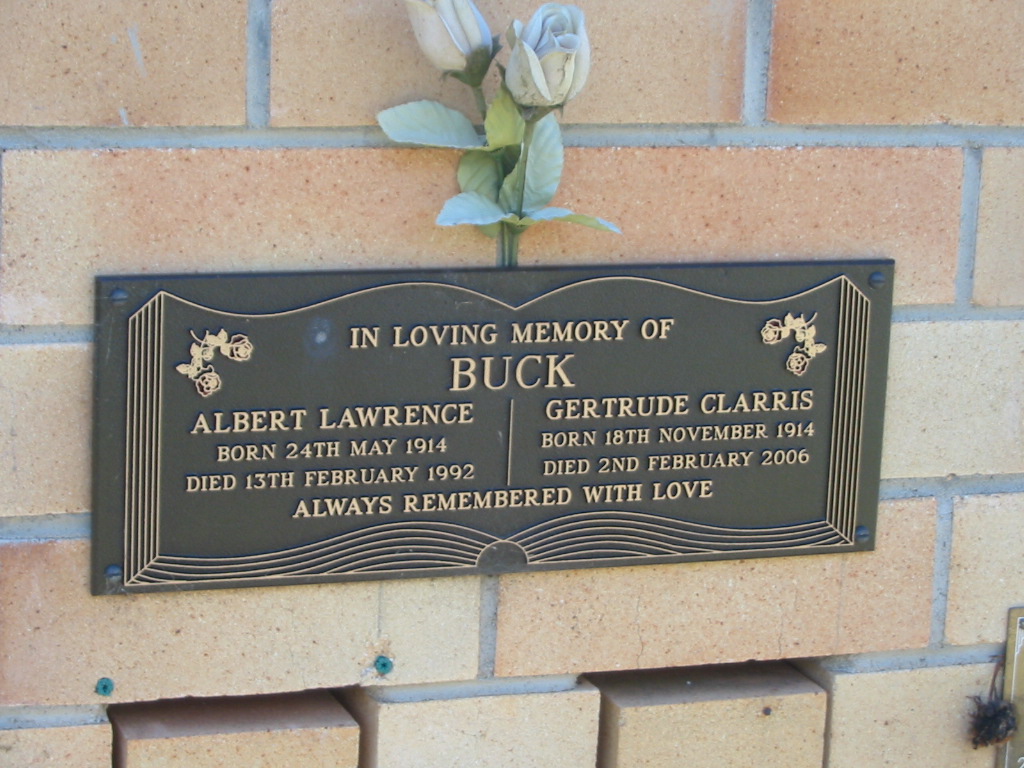 IN LOVING MEMORY OF
BUCK
ALBERT LAWRENCE
BORN 24TH MAY 1914
DIED 13TH FEBRUARY 1992
GERTRUDE CLARRIS
BORN 18TH NOVEMBER 1914
DIED 2ND FEBRUARY 2006
ALWAYS REMEMBERED WITH LOVE